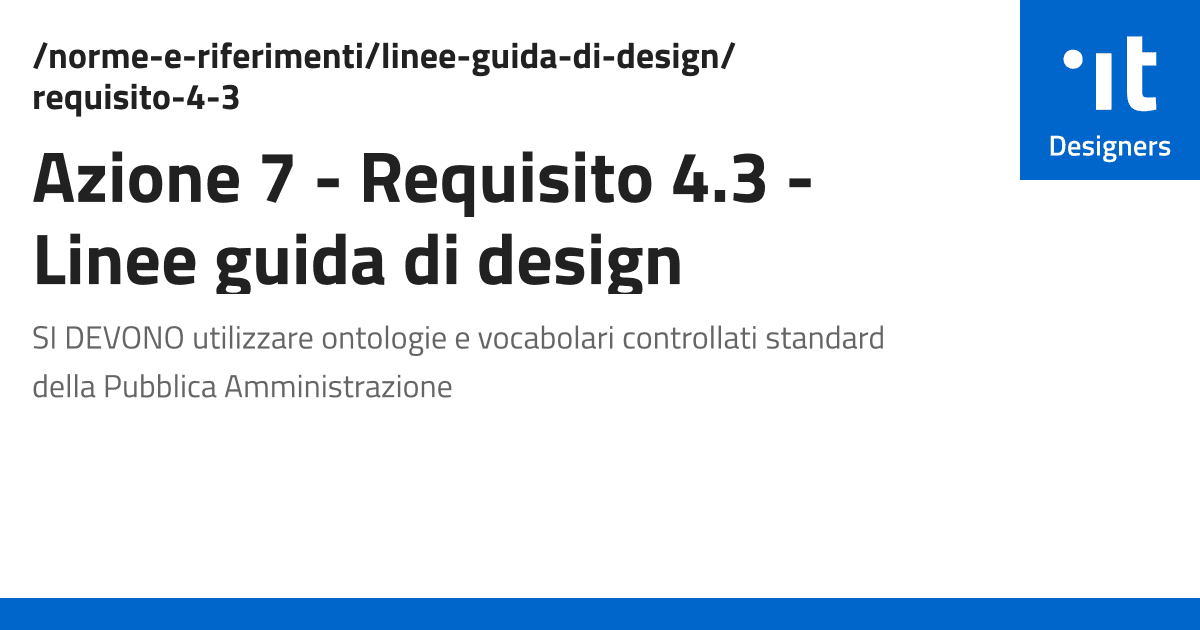 /norme-e-riferimenti/linee-guida-di-design/
requisito-4-3
Azione 7 - Requisito 4.3 -
Linee guida di design
SI DEVONO utilizzare ontologie e vocabolari controllati standard
della Pubblica Amministrazione
it
Designers